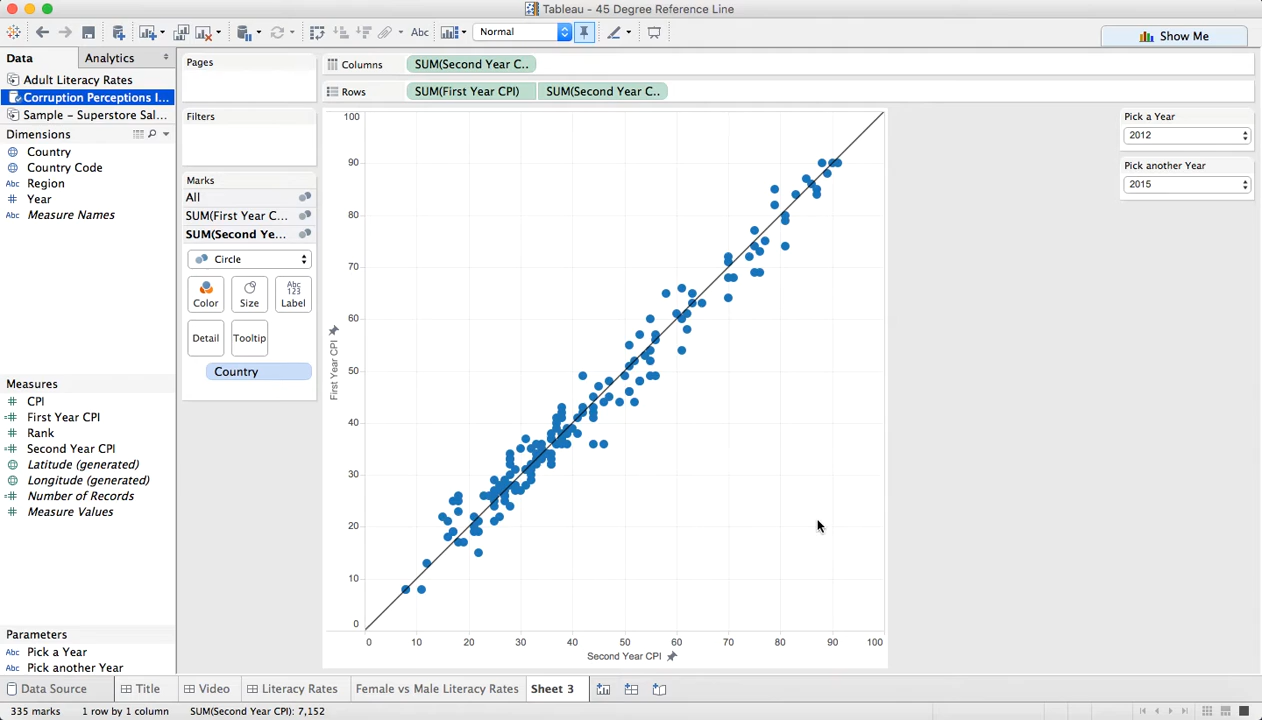 Tableau - 45 Degree Reference Line
Abc
Normal
Show Me
Data
Analytics
Adult Literacy Rates
Corruption Perceptions I...
Sample – Superstore Sal...
Dimensions
Country
Country Code
Abc Region
Year
Abc Measure Names
Measures
CPI
First Year CPI
Rank
Second Year CPI
Latitude (generated)
Longitude (generated)
Number of Records
Measure Values
Parameters
Abc Pick a Year
Abc Pick another Year
Pages
Filters
Marks
All
SUM(First Year C...
SUM(Second Ye...
Circle
Color
Size
Abc
123
Label
Detail
Tooltip
Country
Columns
SUM(Second Year C..
Rows
SUM(First Year CPI)
SUM(Second Year C..
100
90
80
70
60
50
40
30
20
10
0
First Year CPI
0 10 20 30 40 50 60 70 80 90 100
Second Year CPI
Pick a Year
2012
Pick another Year
2015
Data Source
Title
Video
Literacy Rates
Female vs Male Literacy Rates
Sheet 3
335 marks
1 row by 1 column
SUM(Second Year CPI): 7,152